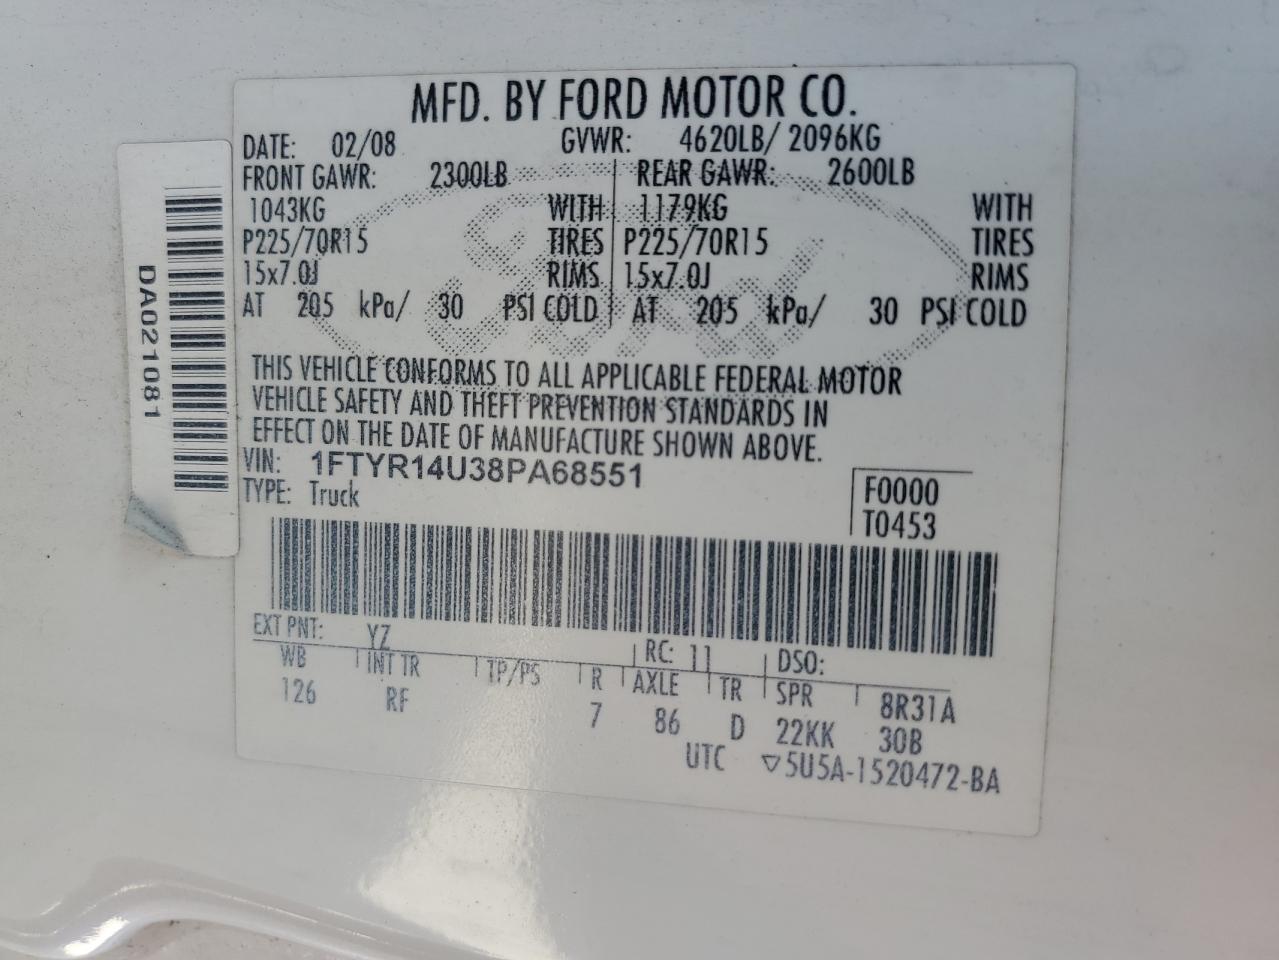 MFD. BY FORD MOTOR CO.
DATE: 02/08 GVWR: 4620LB/ 2096KG
FRONT GAWR: 2300LB REAR GAWR: 2600LB
1043KG WITH 1179KG WITH
P225/70R15 TIRES P225/70R15 TIRES
15x7.0J RIMS 15x7.0J RIMS
AT 205 kPa/ 30 PSI COLD AT 205 kPa/ 30 PSI COLD
THIS VEHICLE CONFORMS TO ALL APPLICABLE FEDERAL MOTOR
VEHICLE SAFETY AND THEFT PREVENTION STANDARDS IN
EFFECT ON THE DATE OF MANUFACTURE SHOWN ABOVE.
VIN: 1FTYR14U38PA68551
TYPE: Truck
F0000
T0453
EXT PNT: YZ RC: 11 DSO:
WB INT TR TP/PS R AXLE TR SPR 8R31A
126 RF 7 86 D 22KK 30B
UTC ▽5U5A-1520472-BA
DA021081
Ford